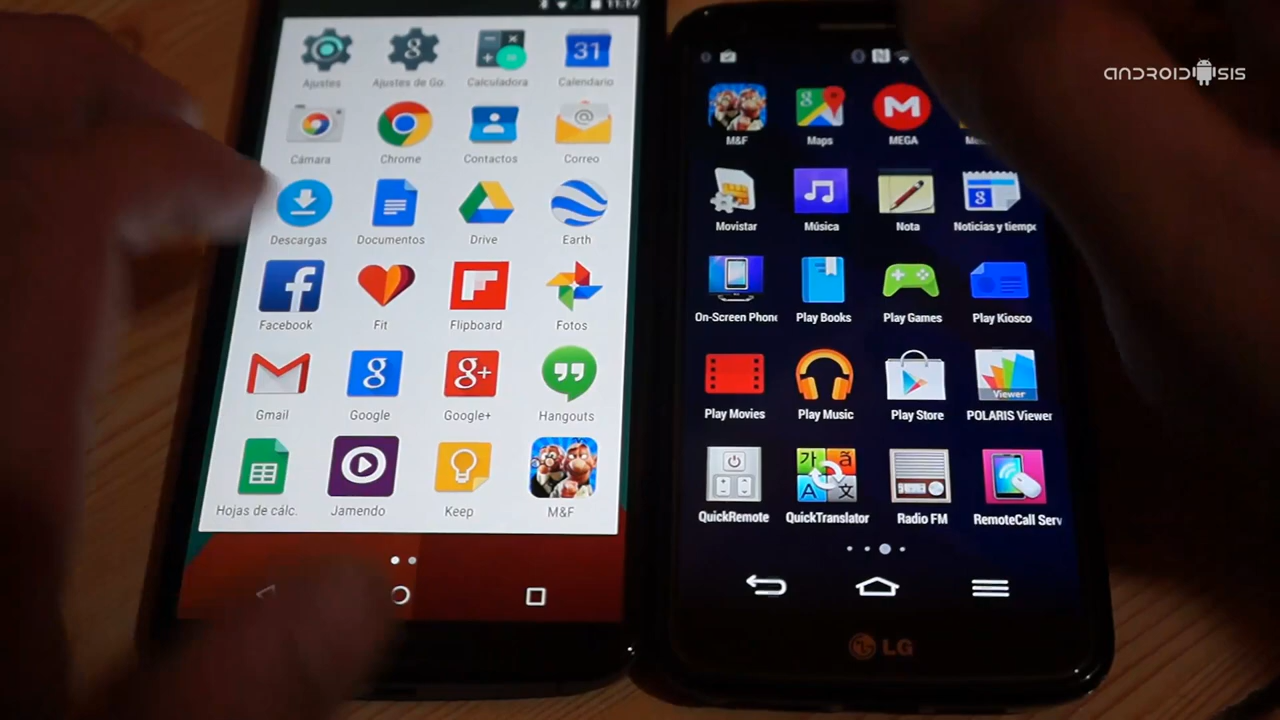 11:17
ANDROIDSIS
Ajustes
Ajustes de Go
Calculadora
31
Calendario
Cámara
Chrome
Contactos
Correo
Descargas
Documentos
Drive
Earth
Facebook
Fit
Flipboard
Fotos
Gmail
Google
Google+
Hangouts
Hojas de cálc.
Jamendo
Keep
M&F
M&F
Maps
MEGA
Movistar
Música
Nota
Noticias y tiempo
On-Screen Phone
Play Books
Play Games
Play Kiosco
Play Movies
Play Music
Play Store
Viewer
POLARIS Viewer
QuickRemote
QuickTranslator
Radio FM
RemoteCall Serv
LG